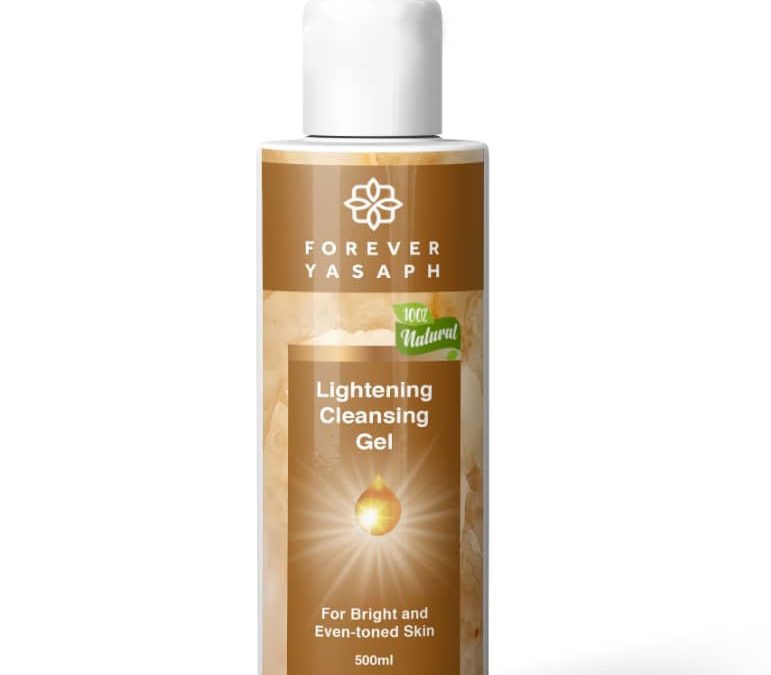 FOREVER
YASAPH
100%
Natural
Lightening
Cleansing
Gel
For Bright and
Even-toned Skin
500ml